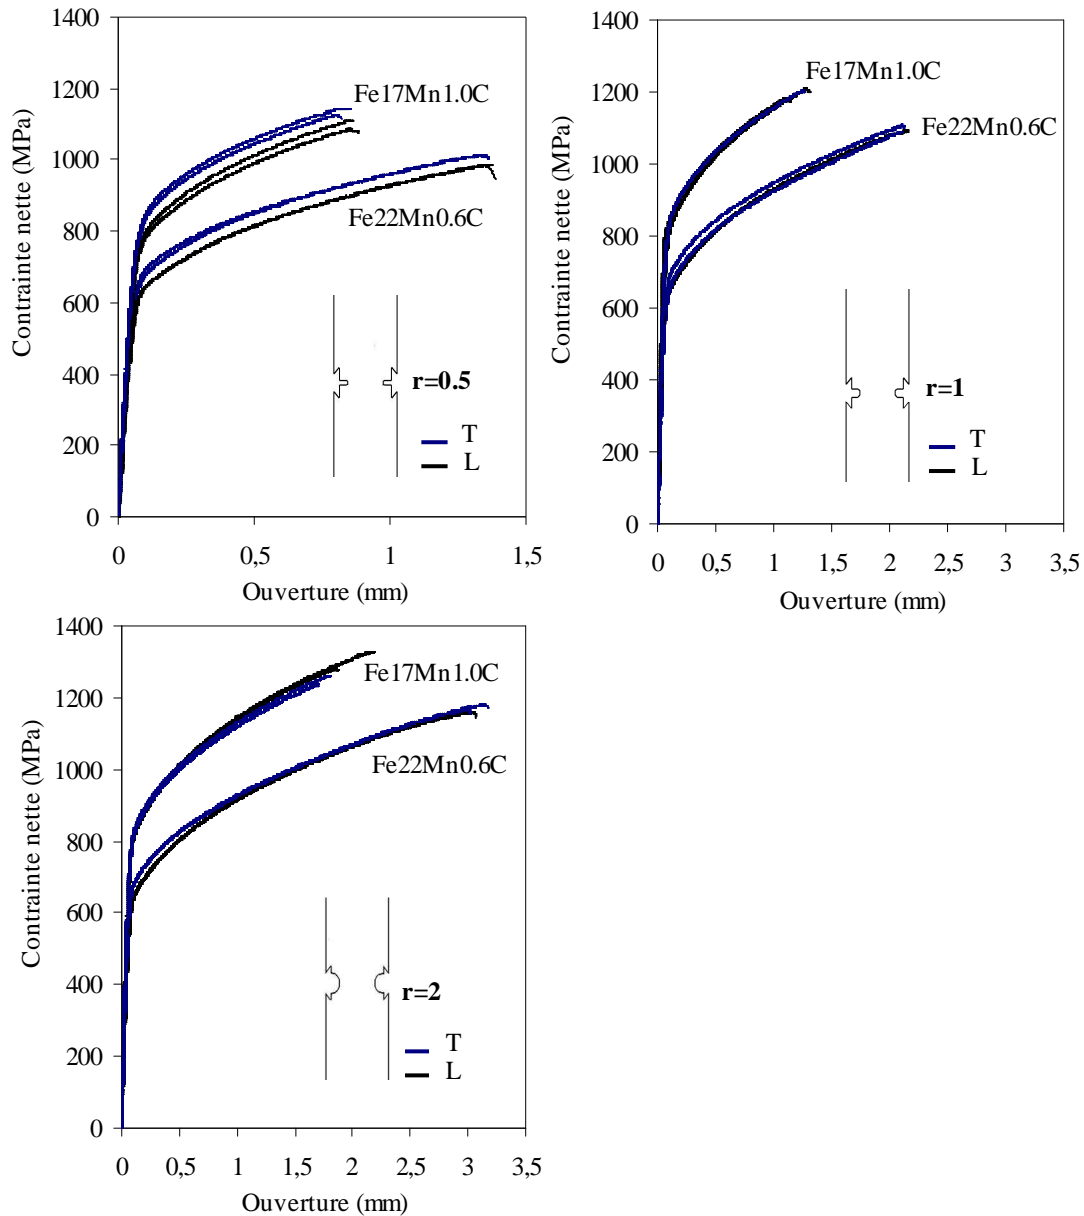 1400
1200
1000
800
600
400
200
0
Contrainte nette (MPa)
Fe17Mn1.0C
Fe22Mn0.6C
r=0.5
T
L
0 0,5 1 1,5
Ouverture (mm)
1400
1200
1000
800
600
400
200
0
Contrainte nette (MPa)
Fe17Mn1.0C
Fe22Mn0.6C
r=1
T
L
0 0,5 1 1,5 2 2,5 3 3,5
Ouverture (mm)
1400
1200
1000
800
600
400
200
0
Contrainte nette (MPa)
Fe17Mn1.0C
Fe22Mn0.6C
r=2
T
L
0 0,5 1 1,5 2 2,5 3 3,5
Ouverture (mm)